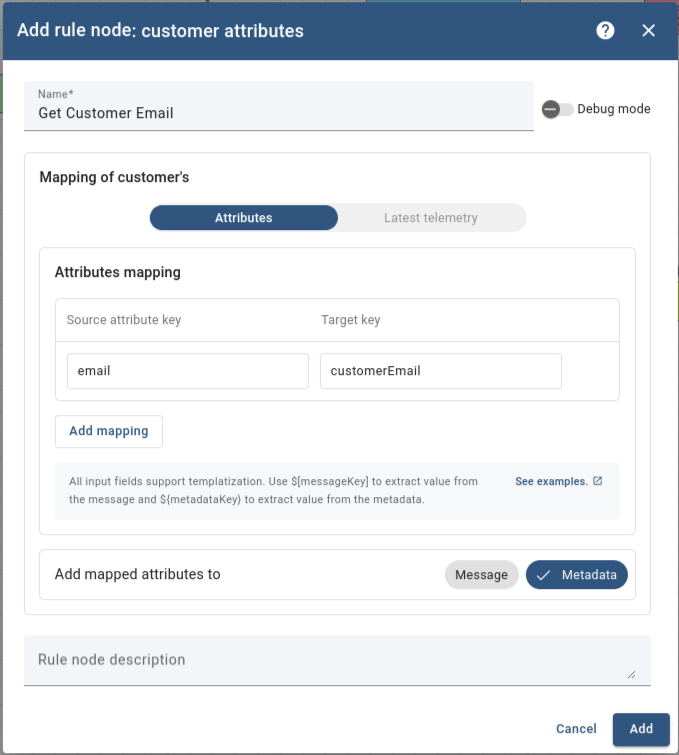 Add rule node: customer attributes
Name*
Get Customer Email
Debug mode
Mapping of customer's
Attributes
Latest telemetry
Attributes mapping
Source attribute key
Target key
email
customerEmail
Add mapping
All input fields support templatization. Use $[messageKey] to extract value from
the message and ${metadataKey} to extract value from the metadata.
See examples.
Add mapped attributes to
Message
Metadata
Rule node description
Cancel
Add